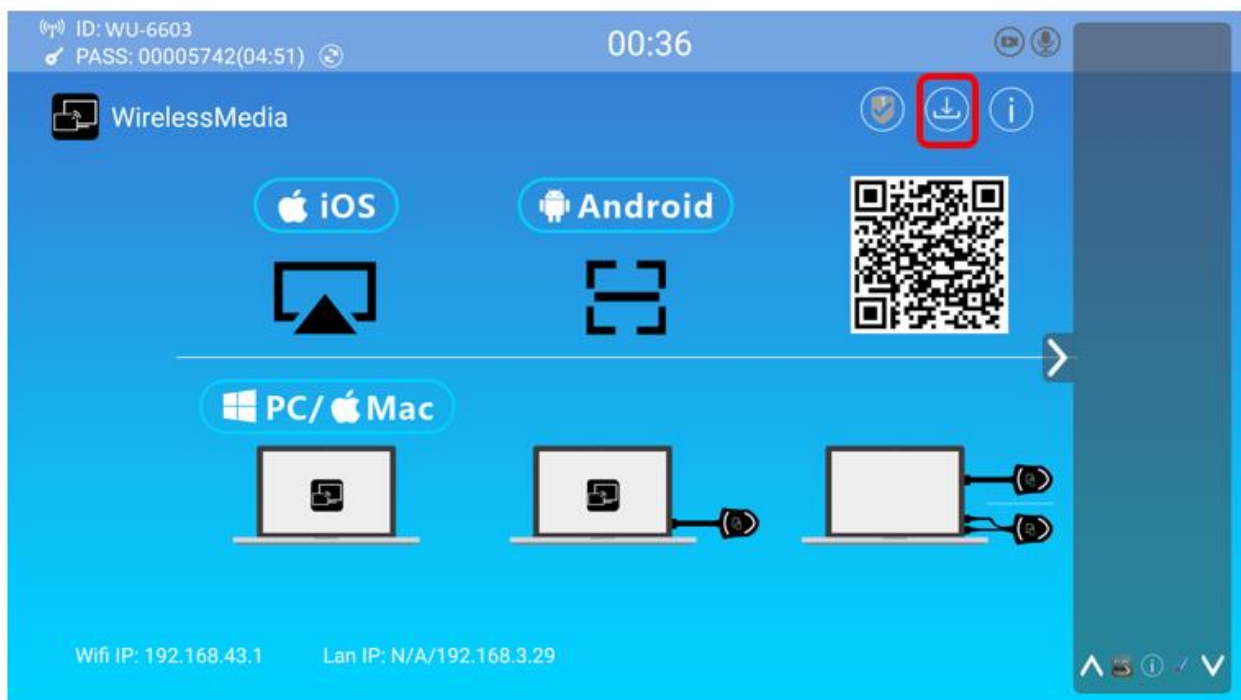 ID: WU-6603
PASS: 00005742(04:51)
00:36
WirelessMedia
iOS
Android
PC/ Mac
Wifi IP: 192.168.43.1
Lan IP: N/A/192.168.3.29